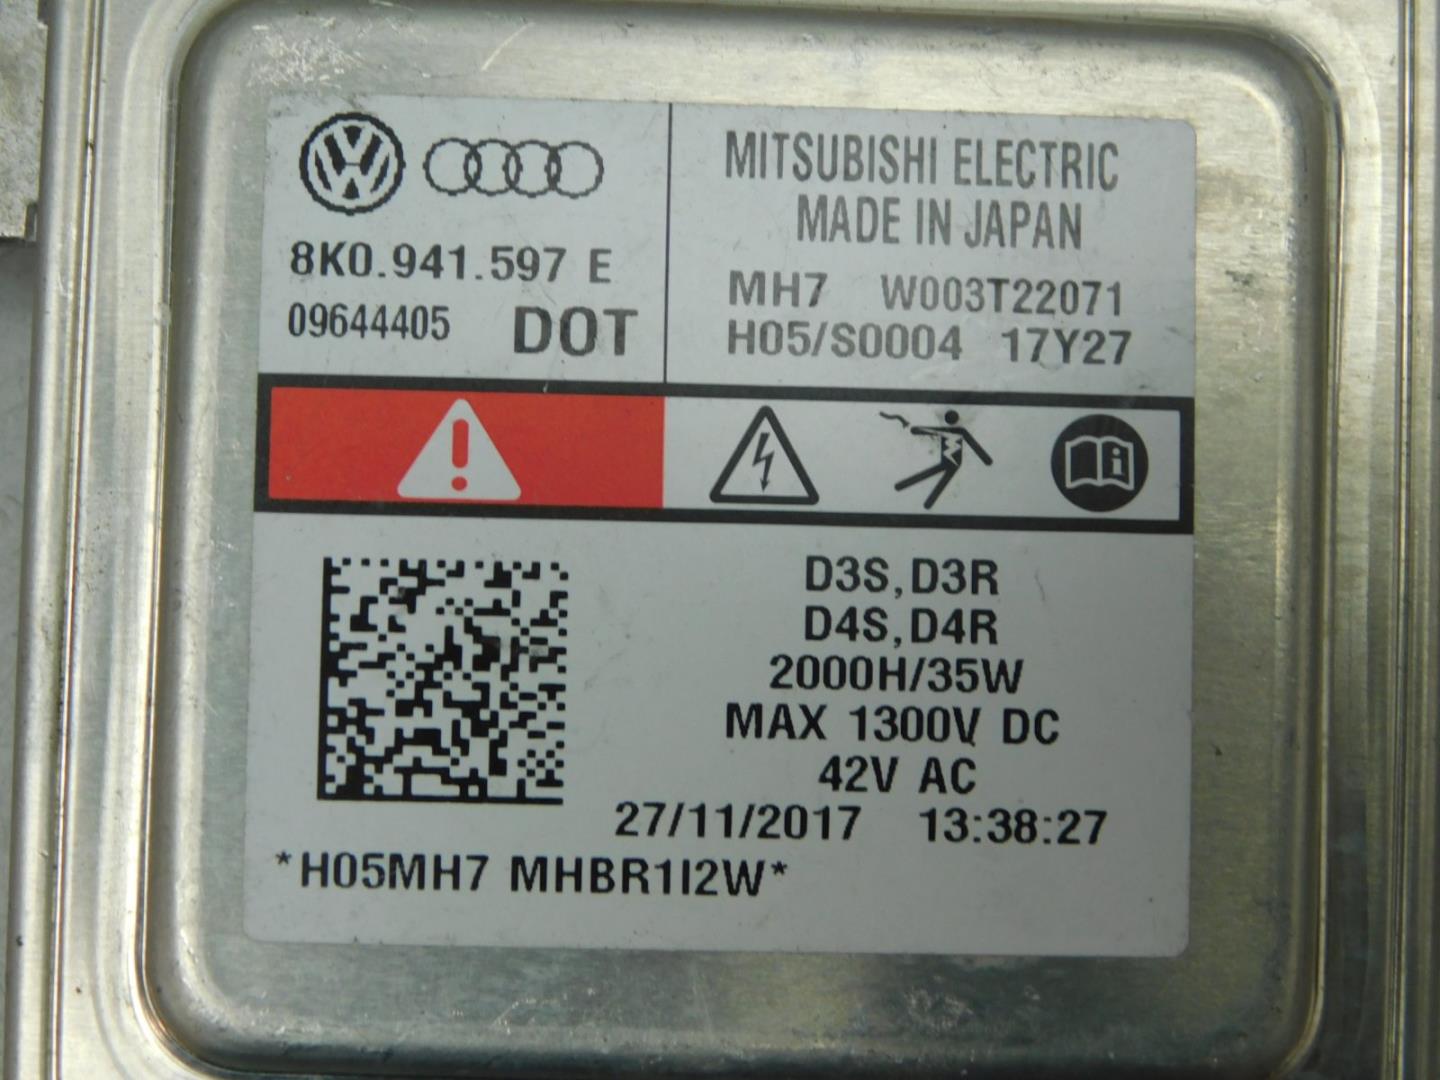 8K0.941.597 E
09644405 DOT
MITSUBISHI ELECTRIC
MADE IN JAPAN
MH7 W003T22071
H05/S0004 17Y27
D3S,D3R
D4S,D4R
2000H/35W
MAX 1300V DC
42V AC
27/11/2017 13:38:27
*H05MH7 MHBR1I2W*